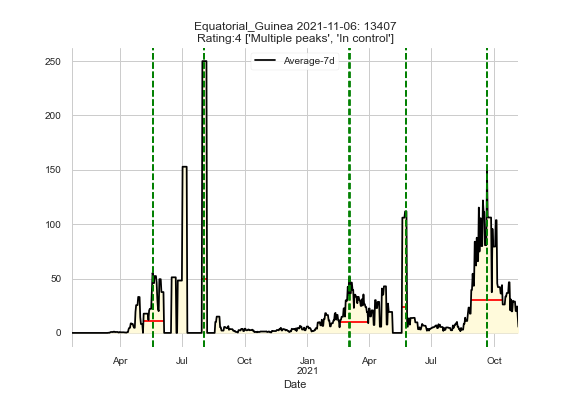 Equatorial_Guinea 2021-11-06: 13407
Rating:4 ['Multiple peaks', 'In control']
Average-7d
250
200
150
100
50
0
Apr Jul Oct Jan Apr Jul Oct
2021
Date